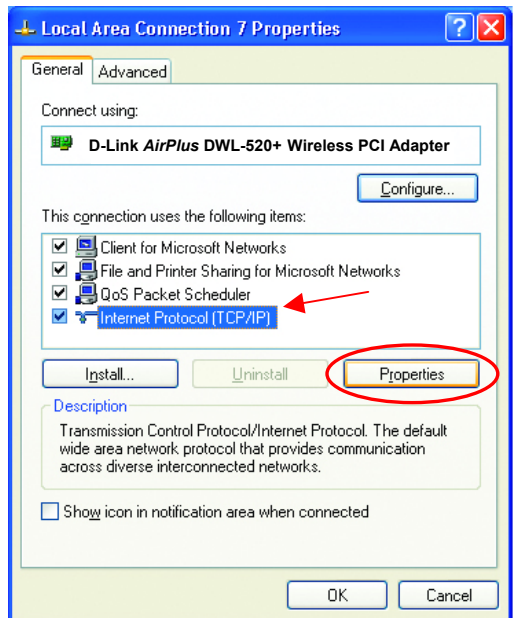 Local Area Connection 7 Properties
General Advanced
Connect using:
D-Link AirPlus DWL-520+ Wireless PCI Adapter
Configure...
This connection uses the following items:
Client for Microsoft Networks
File and Printer Sharing for Microsoft Networks
QoS Packet Scheduler
Internet Protocol (TCP/IP)
Install... Uninstall Properties
Description
Transmission Control Protocol/Internet Protocol. The default
wide area network protocol that provides communication
across diverse interconnected networks.
Show icon in notification area when connected
OK Cancel